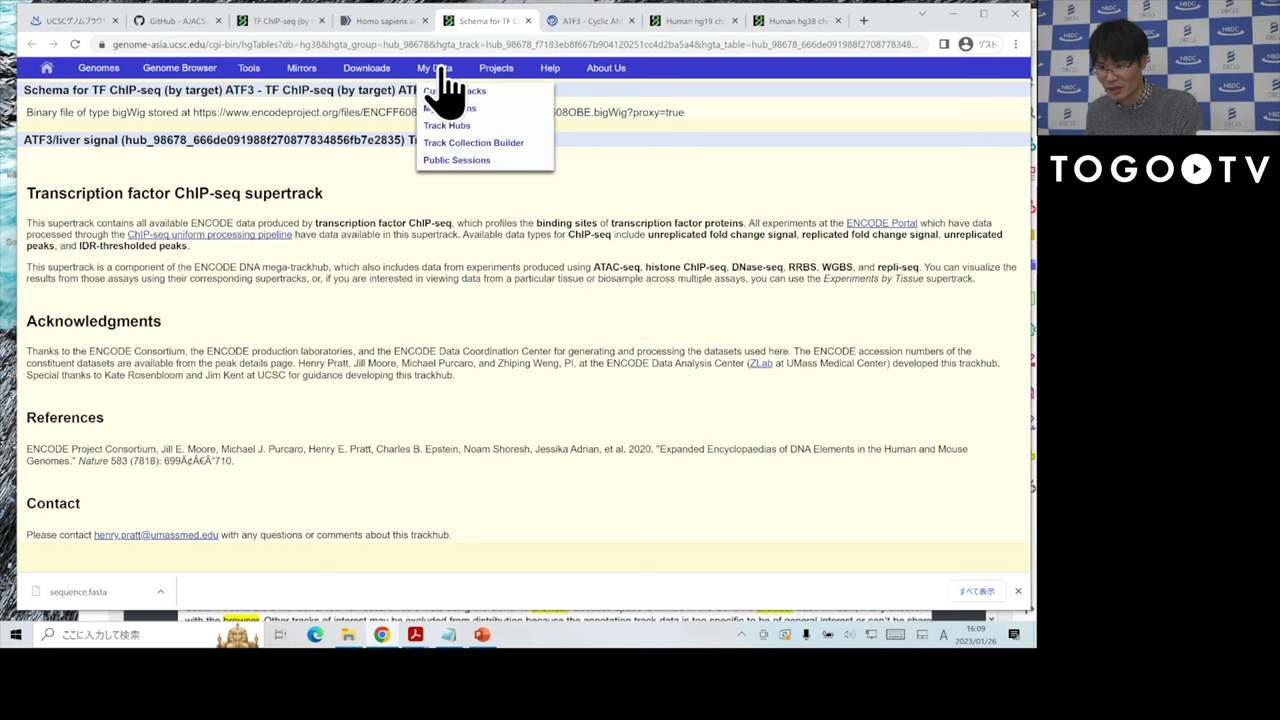 UCSCゲノムブラウ
GitHub - AJACS-
TF ChIP-seq (by
Homo sapiens a
Schema for TF C
ATF3 - Cyclic AM
Human hg19 ch
Human hg38 ch
genome-asia.ucsc.edu/cgi-bin/hgTables?db=hg38&hgta_group=hub_98678&hgta_track=hub_98678_f7183eb8f667b904120251cc4d2ba5a4&hgta_table=hub_98678_666de091988f2708778348...
ゲスト
Genomes Genome Browser Tools Mirrors Downloads My Data Projects Help About Us
Schema for TF ChIP-seq (by target) ATF3 - TF ChIP-seq (by target) ATF
Binary file of type bigWig stored at https://www.encodeproject.org/files/ENCFF608 608OBE.bigWig?proxy=true
ATF3/liver signal (hub_98678_666de091988f270877834856fb7e2835) T
Track Hubs
Track Collection Builder
Public Sessions
Transcription factor ChIP-seq supertrack
This supertrack contains all available ENCODE data produced by transcription factor ChIP-seq, which profiles the binding sites of transcription factor proteins. All experiments at the ENCODE Portal which have data
processed through the ChIP-seq uniform processing pipeline have data available in this supertrack. Available data types for ChIP-seq include unreplicated fold change signal, replicated fold change signal, unreplicated
peaks, and IDR-thresholded peaks.
This supertrack is a component of the ENCODE DNA mega-trackhub, which also includes data from experiments produced using ATAC-seq, histone ChIP-seq, DNase-seq, RRBS, WGBS, and repli-seq. You can visualize the
results from those assays using their corresponding supertracks, or, if you are interested in viewing data from a particular tissue or biosample across multiple assays, you can use the Experiments by Tissue supertrack.
Acknowledgments
Thanks to the ENCODE Consortium, the ENCODE production laboratories, and the ENCODE Data Coordination Center for generating and processing the datasets used here. The ENCODE accession numbers of the
constituent datasets are available from the peak details page. Henry Pratt, Jill Moore, Michael Purcaro, and Zhiping Weng, PI, at the ENCODE Data Analysis Center (ZLab at UMass Medical Center) developed this trackhub.
Special thanks to Kate Rosenbloom and Jim Kent at UCSC for guidance developing this trackhub.
References
ENCODE Project Consortium, Jill E. Moore, Michael J. Purcaro, Henry E. Pratt, Charles B. Epstein, Noam Shoresh, Jessika Adrian, et al. 2020. "Expanded Encyclopaedias of DNA Elements in the Human and Mouse
Genomes." Nature 583 (7818): 699Ã¢Â€Â"710.
Contact
Please contact henry.pratt@umassmed.edu with any questions or comments about this trackhub.
sequence.fasta
すべて表示
ここに入力して検索
A
16:09
2023/01/26
TOGO TV
NBDC
DBCLS